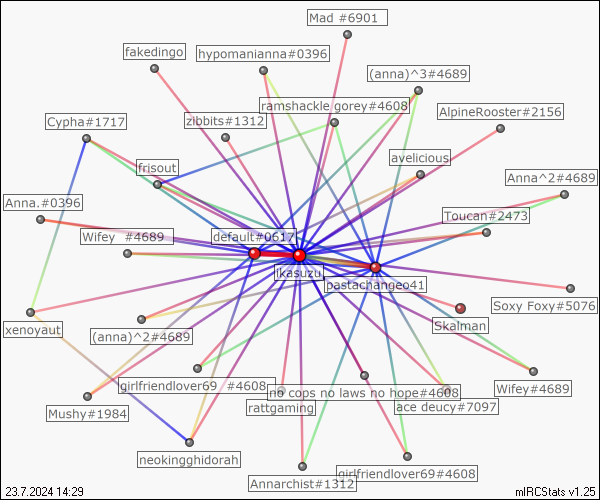 Mad #6901
fakedingo
hypomanianna#0396
(anna)^3#4689
ramshackle gorey#4608
AlpineRooster#2156
Cypha#1717
zibbits#1312
avelicious
frisout
Anna^2#4689
Anna.#0396
Toucan#2473
Wifey #4689
default#0617
Ikasuzu
pastachangeo41
Soxy Foxy#5076
Skalman
xenoyaut
(anna)^2#4689
girlfriendlover69 #4608
no cops no laws no hope#4608
Wifey#4689
rattgaming
ace deucy#7097
Mushy#1984
neokingghidorah
girlfriendlover69#4608
Annarchist#1312
23.7.2024 14:29
mIRCStats v1.25